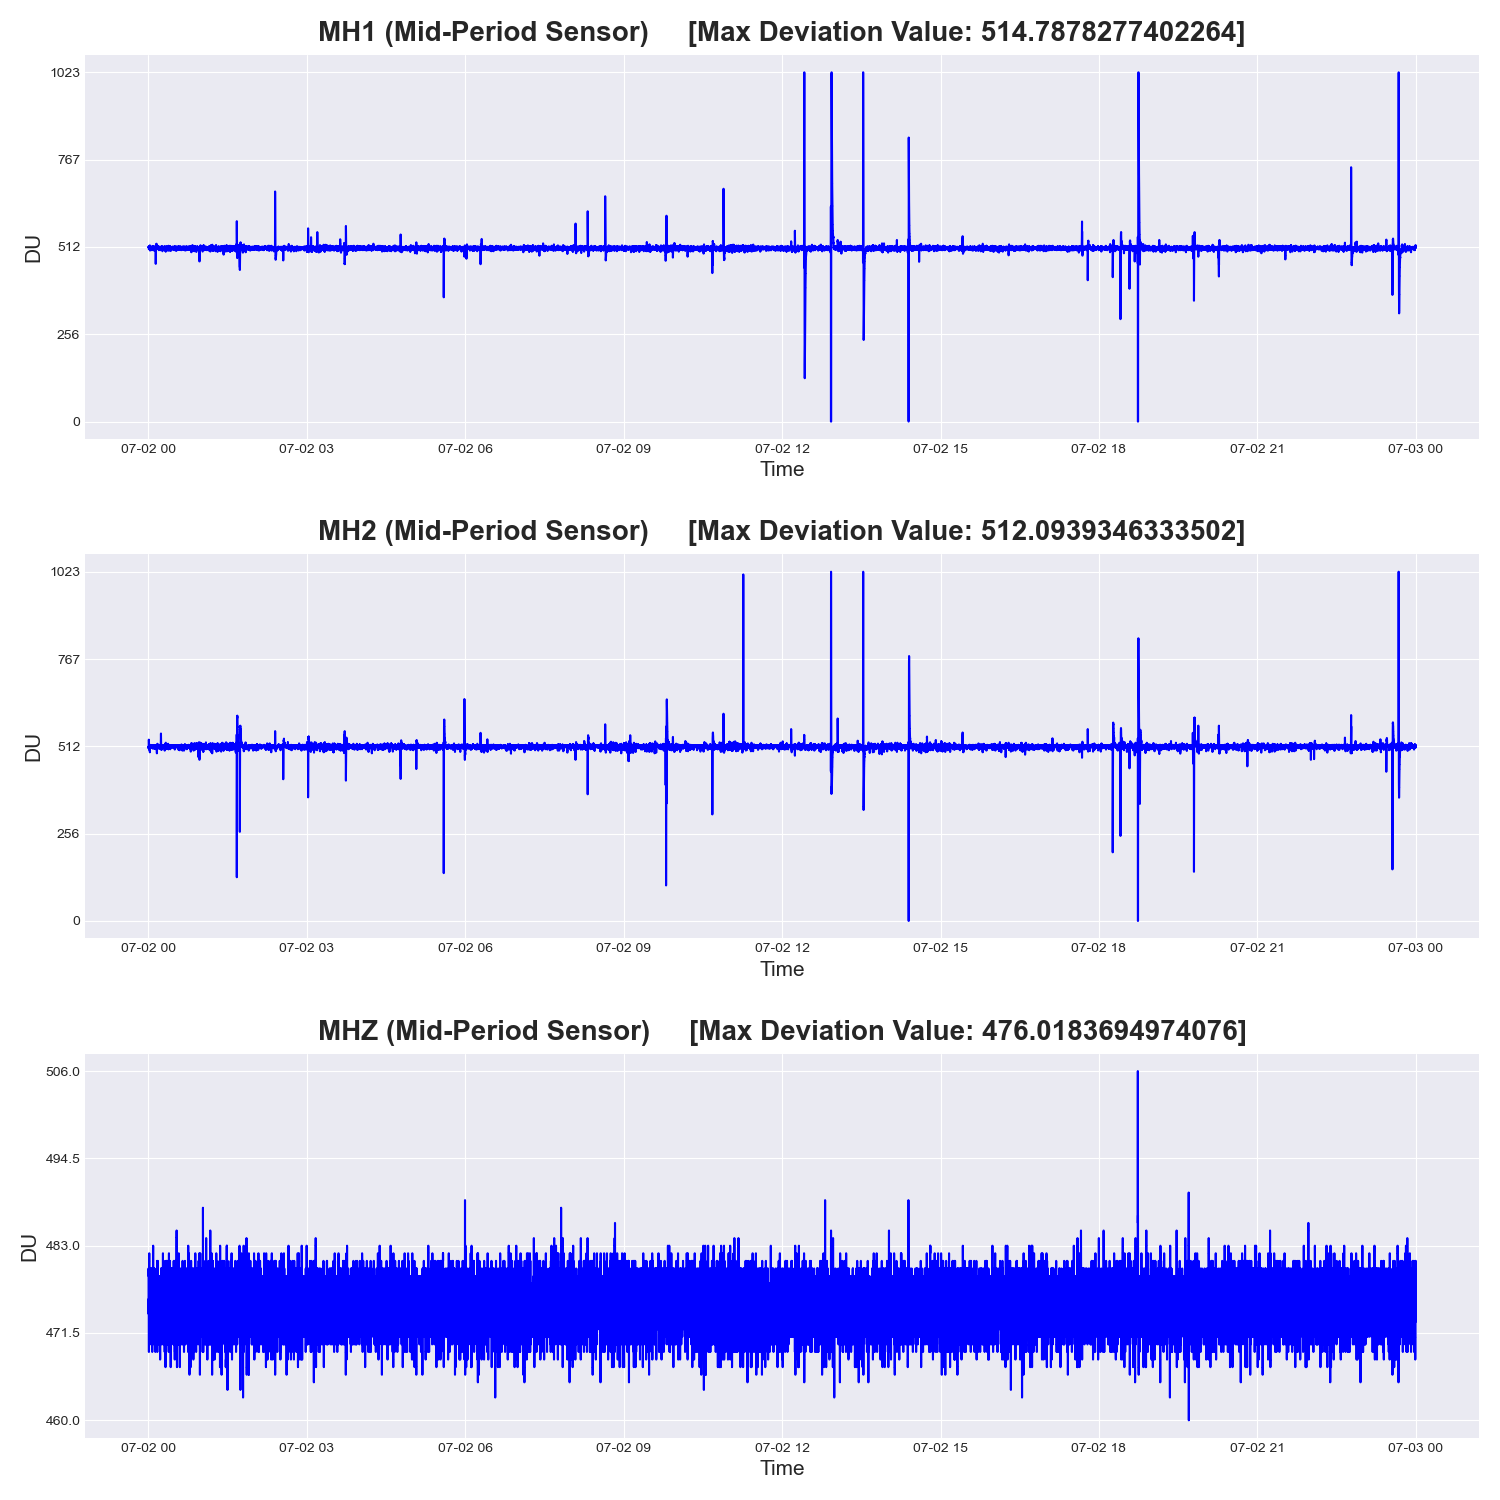 MH1 (Mid-Period Sensor) [Max Deviation Value: 514.7878277402264]
1023
767
512
256
0
DU
07-02 00 07-02 03 07-02 06 07-02 09 07-02 12 07-02 15 07-02 18 07-02 21 07-03 00
Time
MH2 (Mid-Period Sensor) [Max Deviation Value: 512.0939346333502]
1023
767
512
256
0
DU
07-02 00 07-02 03 07-02 06 07-02 09 07-02 12 07-02 15 07-02 18 07-02 21 07-03 00
Time
MHZ (Mid-Period Sensor) [Max Deviation Value: 476.0183694974076]
506.0
494.5
483.0
471.5
460.0
DU
07-02 00 07-02 03 07-02 06 07-02 09 07-02 12 07-02 15 07-02 18 07-02 21 07-03 00
Time